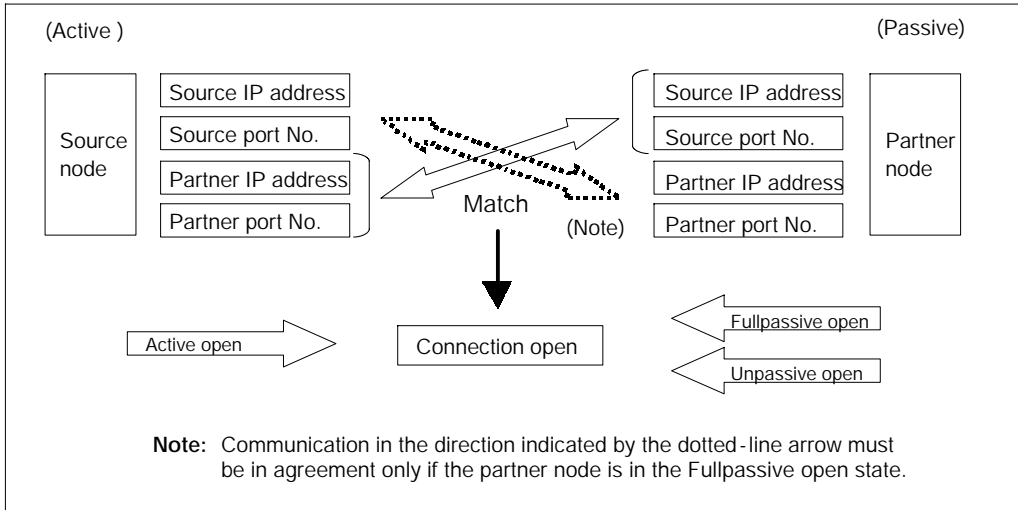 (Active )
(Passive)
Source node
Source IP address
Source port No.
Partner IP address
Partner port No.
Match
(Note)
Source IP address
Source port No.
Partner IP address
Partner port No.
Partner node
Active open
Connection open
Fullpassive open
Unpassive open
Note: Communication in the direction indicated by the dotted-line arrow must
be in agreement only if the partner node is in the Fullpassive open state.